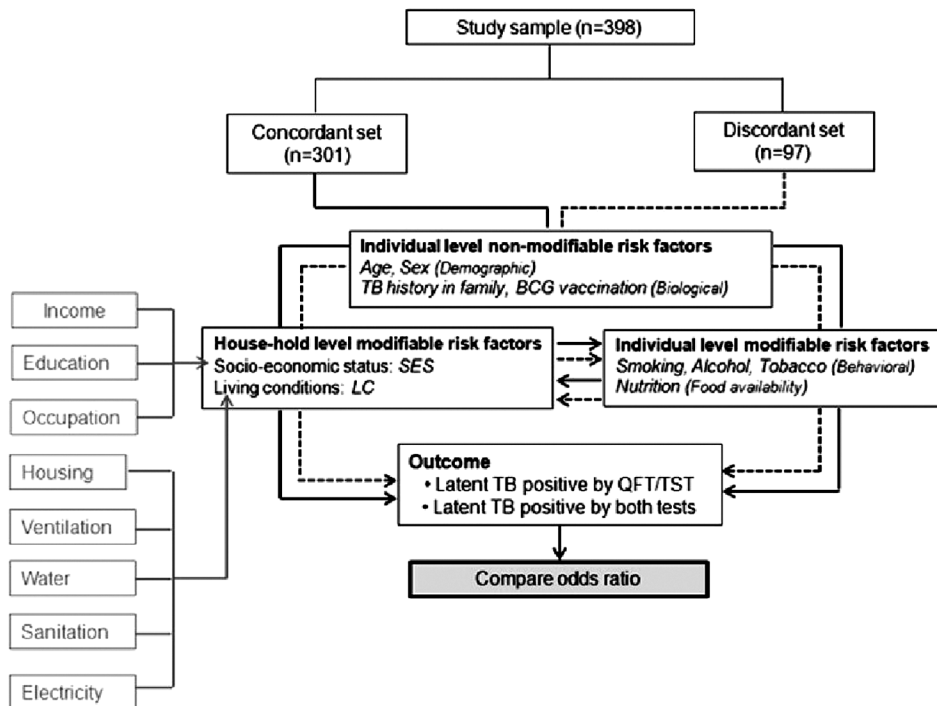 Study sample (n=398)
Concordant set
(n=301)
Discordant set
(n=97)
Individual level non-modifiable risk factors
Age, Sex (Demographic)
TB history in family, BCG vaccination (Biological)
House-hold level modifiable risk factors
Socio-economic status: SES
Living conditions: LC
Individual level modifiable risk factors
Smoking, Alcohol, Tobacco (Behavioral)
Nutrition (Food availability)
Income
Education
Occupation
Housing
Ventilation
Water
Sanitation
Electricity
Outcome
• Latent TB positive by QFT/TST
• Latent TB positive by both tests
Compare odds ratio